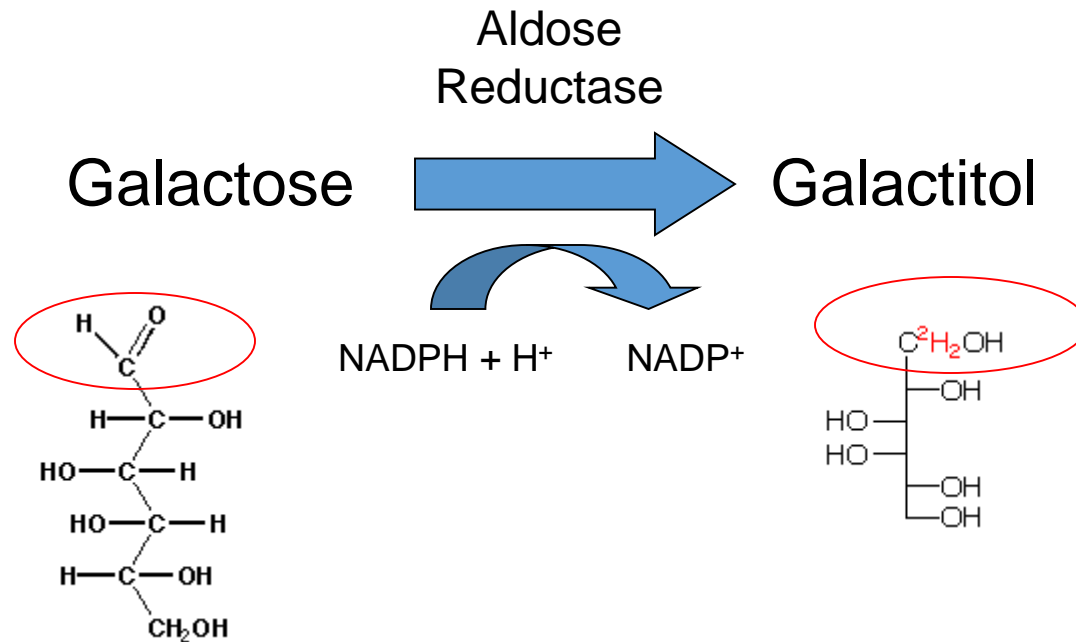 Aldose
Reductase
Galactose
Galactitol
NADPH + H⁺
NADP⁺
H
O
C
H C OH
HO C H
HO C H
H C OH
CH₂OH
C²H₂OH
OH
HO
HO
OH
OH